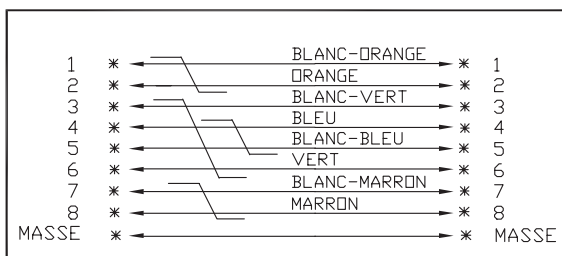 BLANC-ORANGE
1 * * 1
ORANGE
2 * * 2
BLANC-VERT
3 * * 3
BLEU
4 * * 4
BLANC-BLEU
5 * * 5
VERT
6 * * 6
BLANC-MARRON
7 * * 7
MARRON
8 * * 8
MASSE * * MASSE